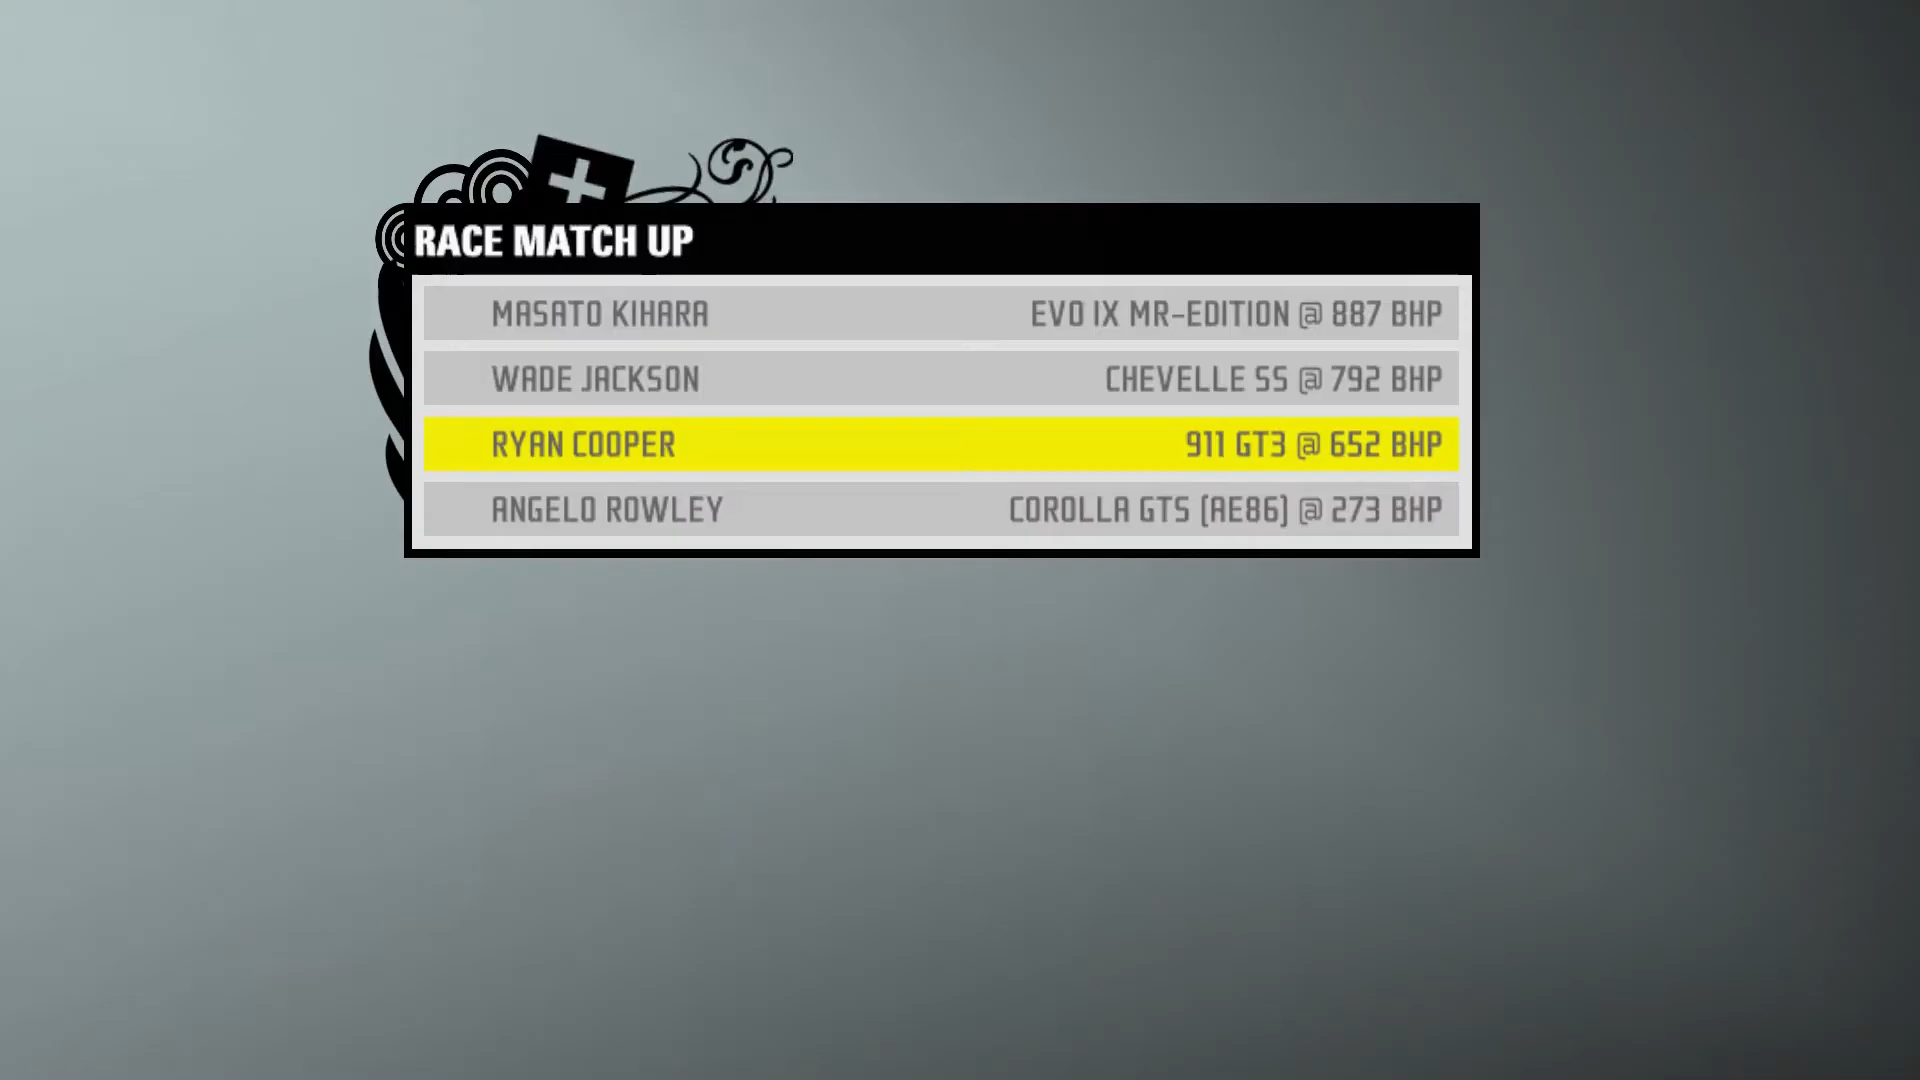 RACE MATCH UP
MASATO KIHARA EVO IX MR-EDITION @ 887 BHP
WADE JACKSON CHEVELLE SS @ 792 BHP
RYAN COOPER 911 GT3 @ 652 BHP
ANGELO ROWLEY COROLLA GTS (AE86) @ 273 BHP